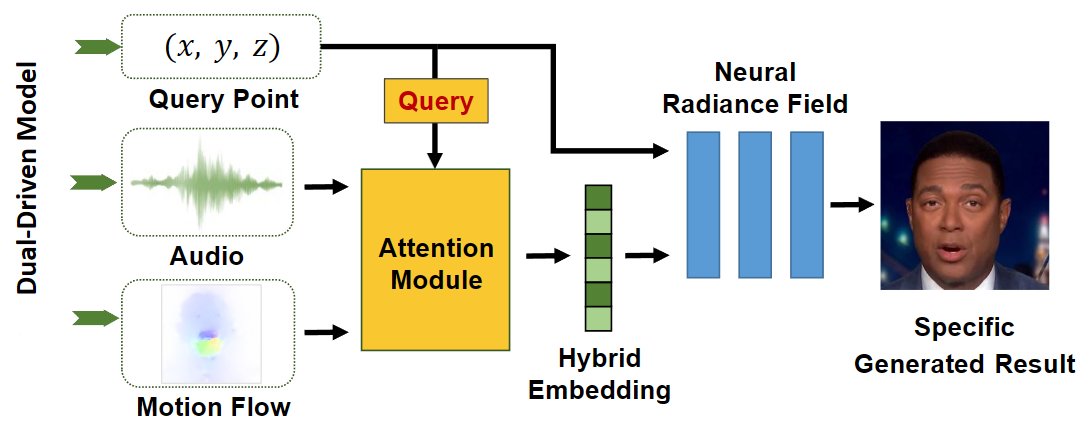 Dual-Driven Model
(x, y, z)
Query Point
Query
Audio
Motion Flow
Attention
Module
Hybrid
Embedding
Neural
Radiance Field
Specific
Generated Result